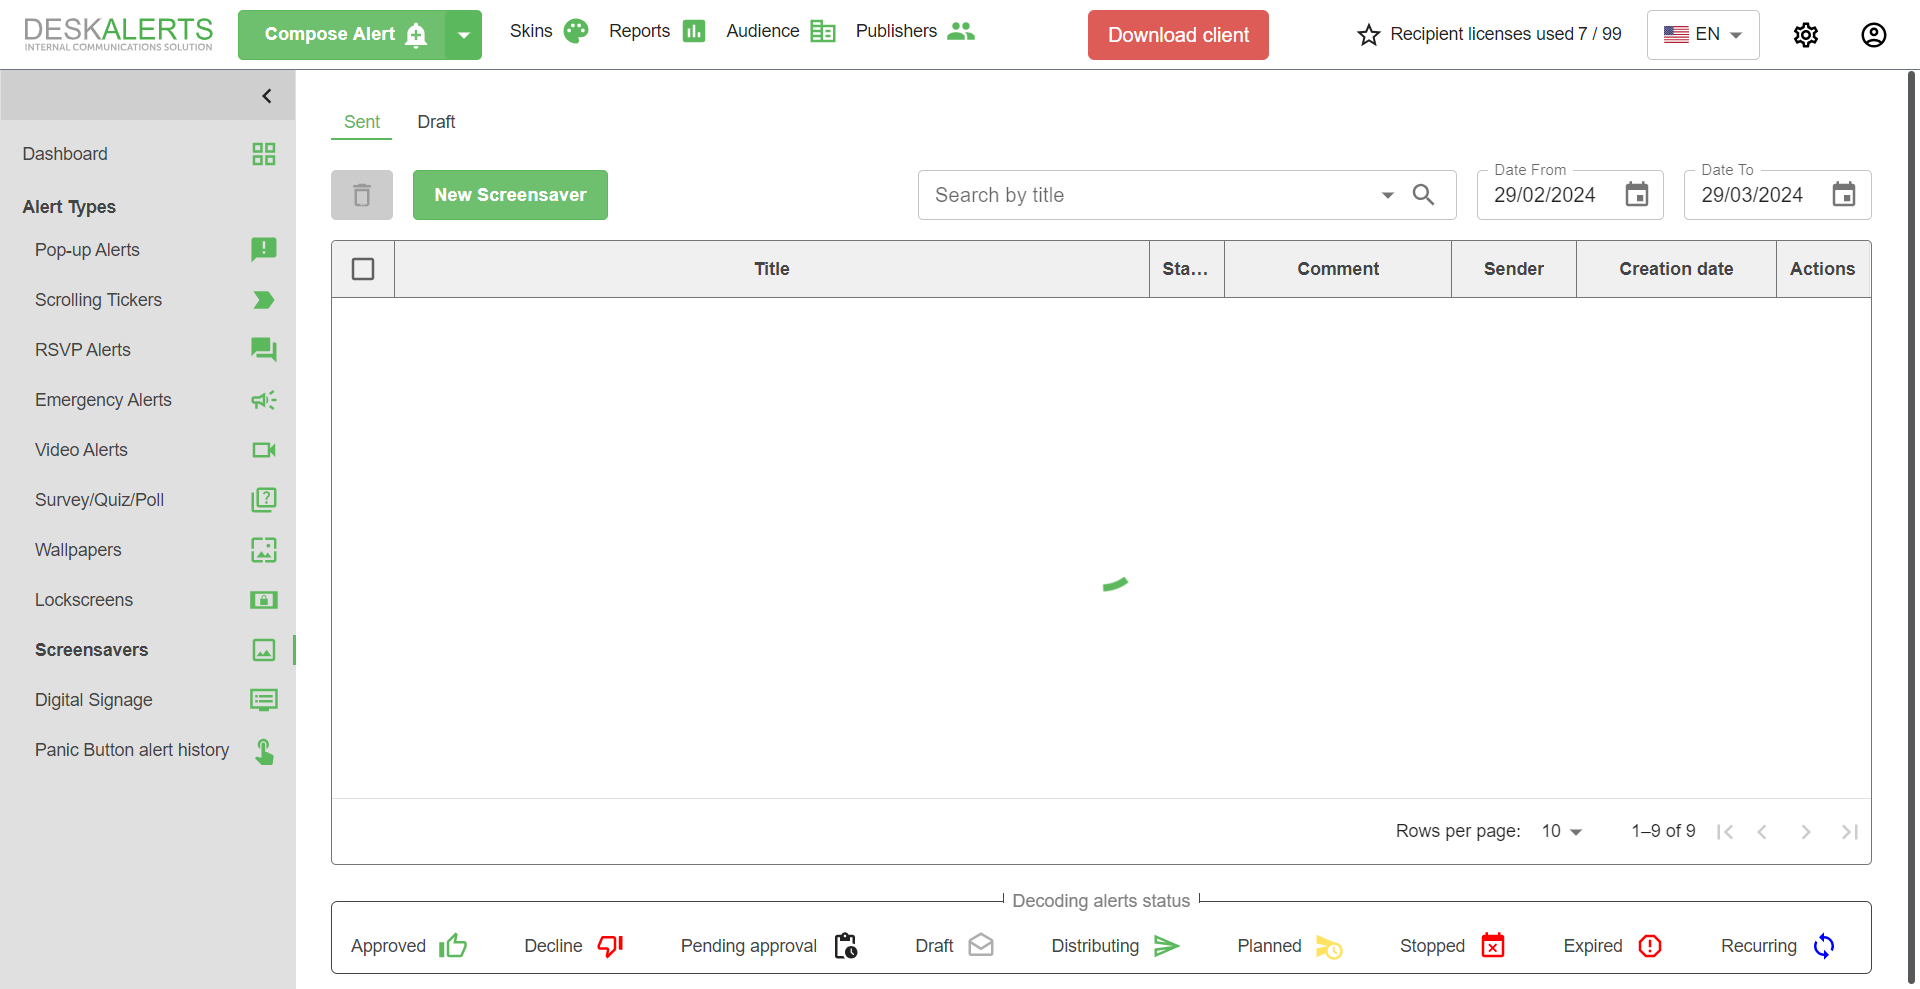 DESKALERTS
INTERNAL COMMUNICATIONS SOLUTION
Compose Alert
Skins
Reports
Audience
Publishers
Download client
Recipient licenses used 7 / 99
EN
Dashboard
Alert Types
Pop-up Alerts
Scrolling Tickers
RSVP Alerts
Emergency Alerts
Video Alerts
Survey/Quiz/Poll
Wallpapers
Lockscreens
Screensavers
Digital Signage
Panic Button alert history
Sent
Draft
New Screensaver
Search by title
Date From
29/02/2024
Date To
29/03/2024
Title
Sta...
Comment
Sender
Creation date
Actions
Rows per page:
10
1–9 of 9
Decoding alerts status
Approved
Decline
Pending approval
Draft
Distributing
Planned
Stopped
Expired
Recurring